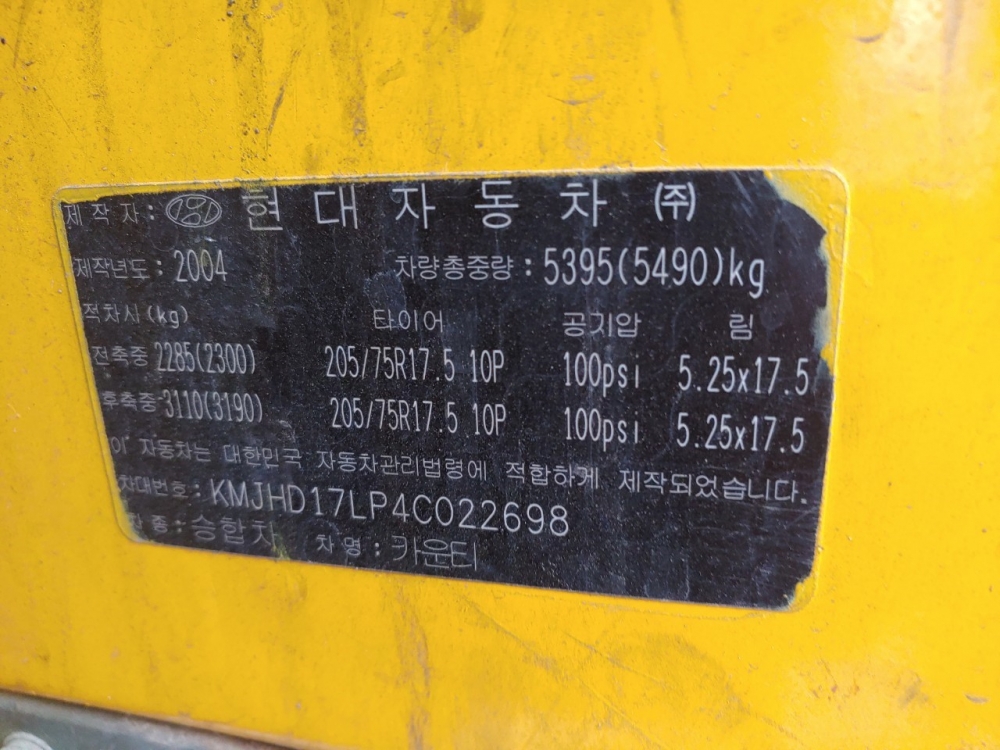 제 작 자 : 현 대 자 동 차 ㈜
제작년도 : 2004 차량총중량 : 5395(5490)kg
적차시 (kg) 타이어 공기압 림
전축중 2285(2300) 205/75R17.5 10P 100psi 5.25x17.5
후축중 3110(3190) 205/75R17.5 10P 100psi 5.25x17.5
이 자동차는 대한민국 자동차관리법령에 적합하게 제작되었습니다.
차대번호 : KMJHD17LP4C022698
차 종 : 승합차 차 명 : 카운티